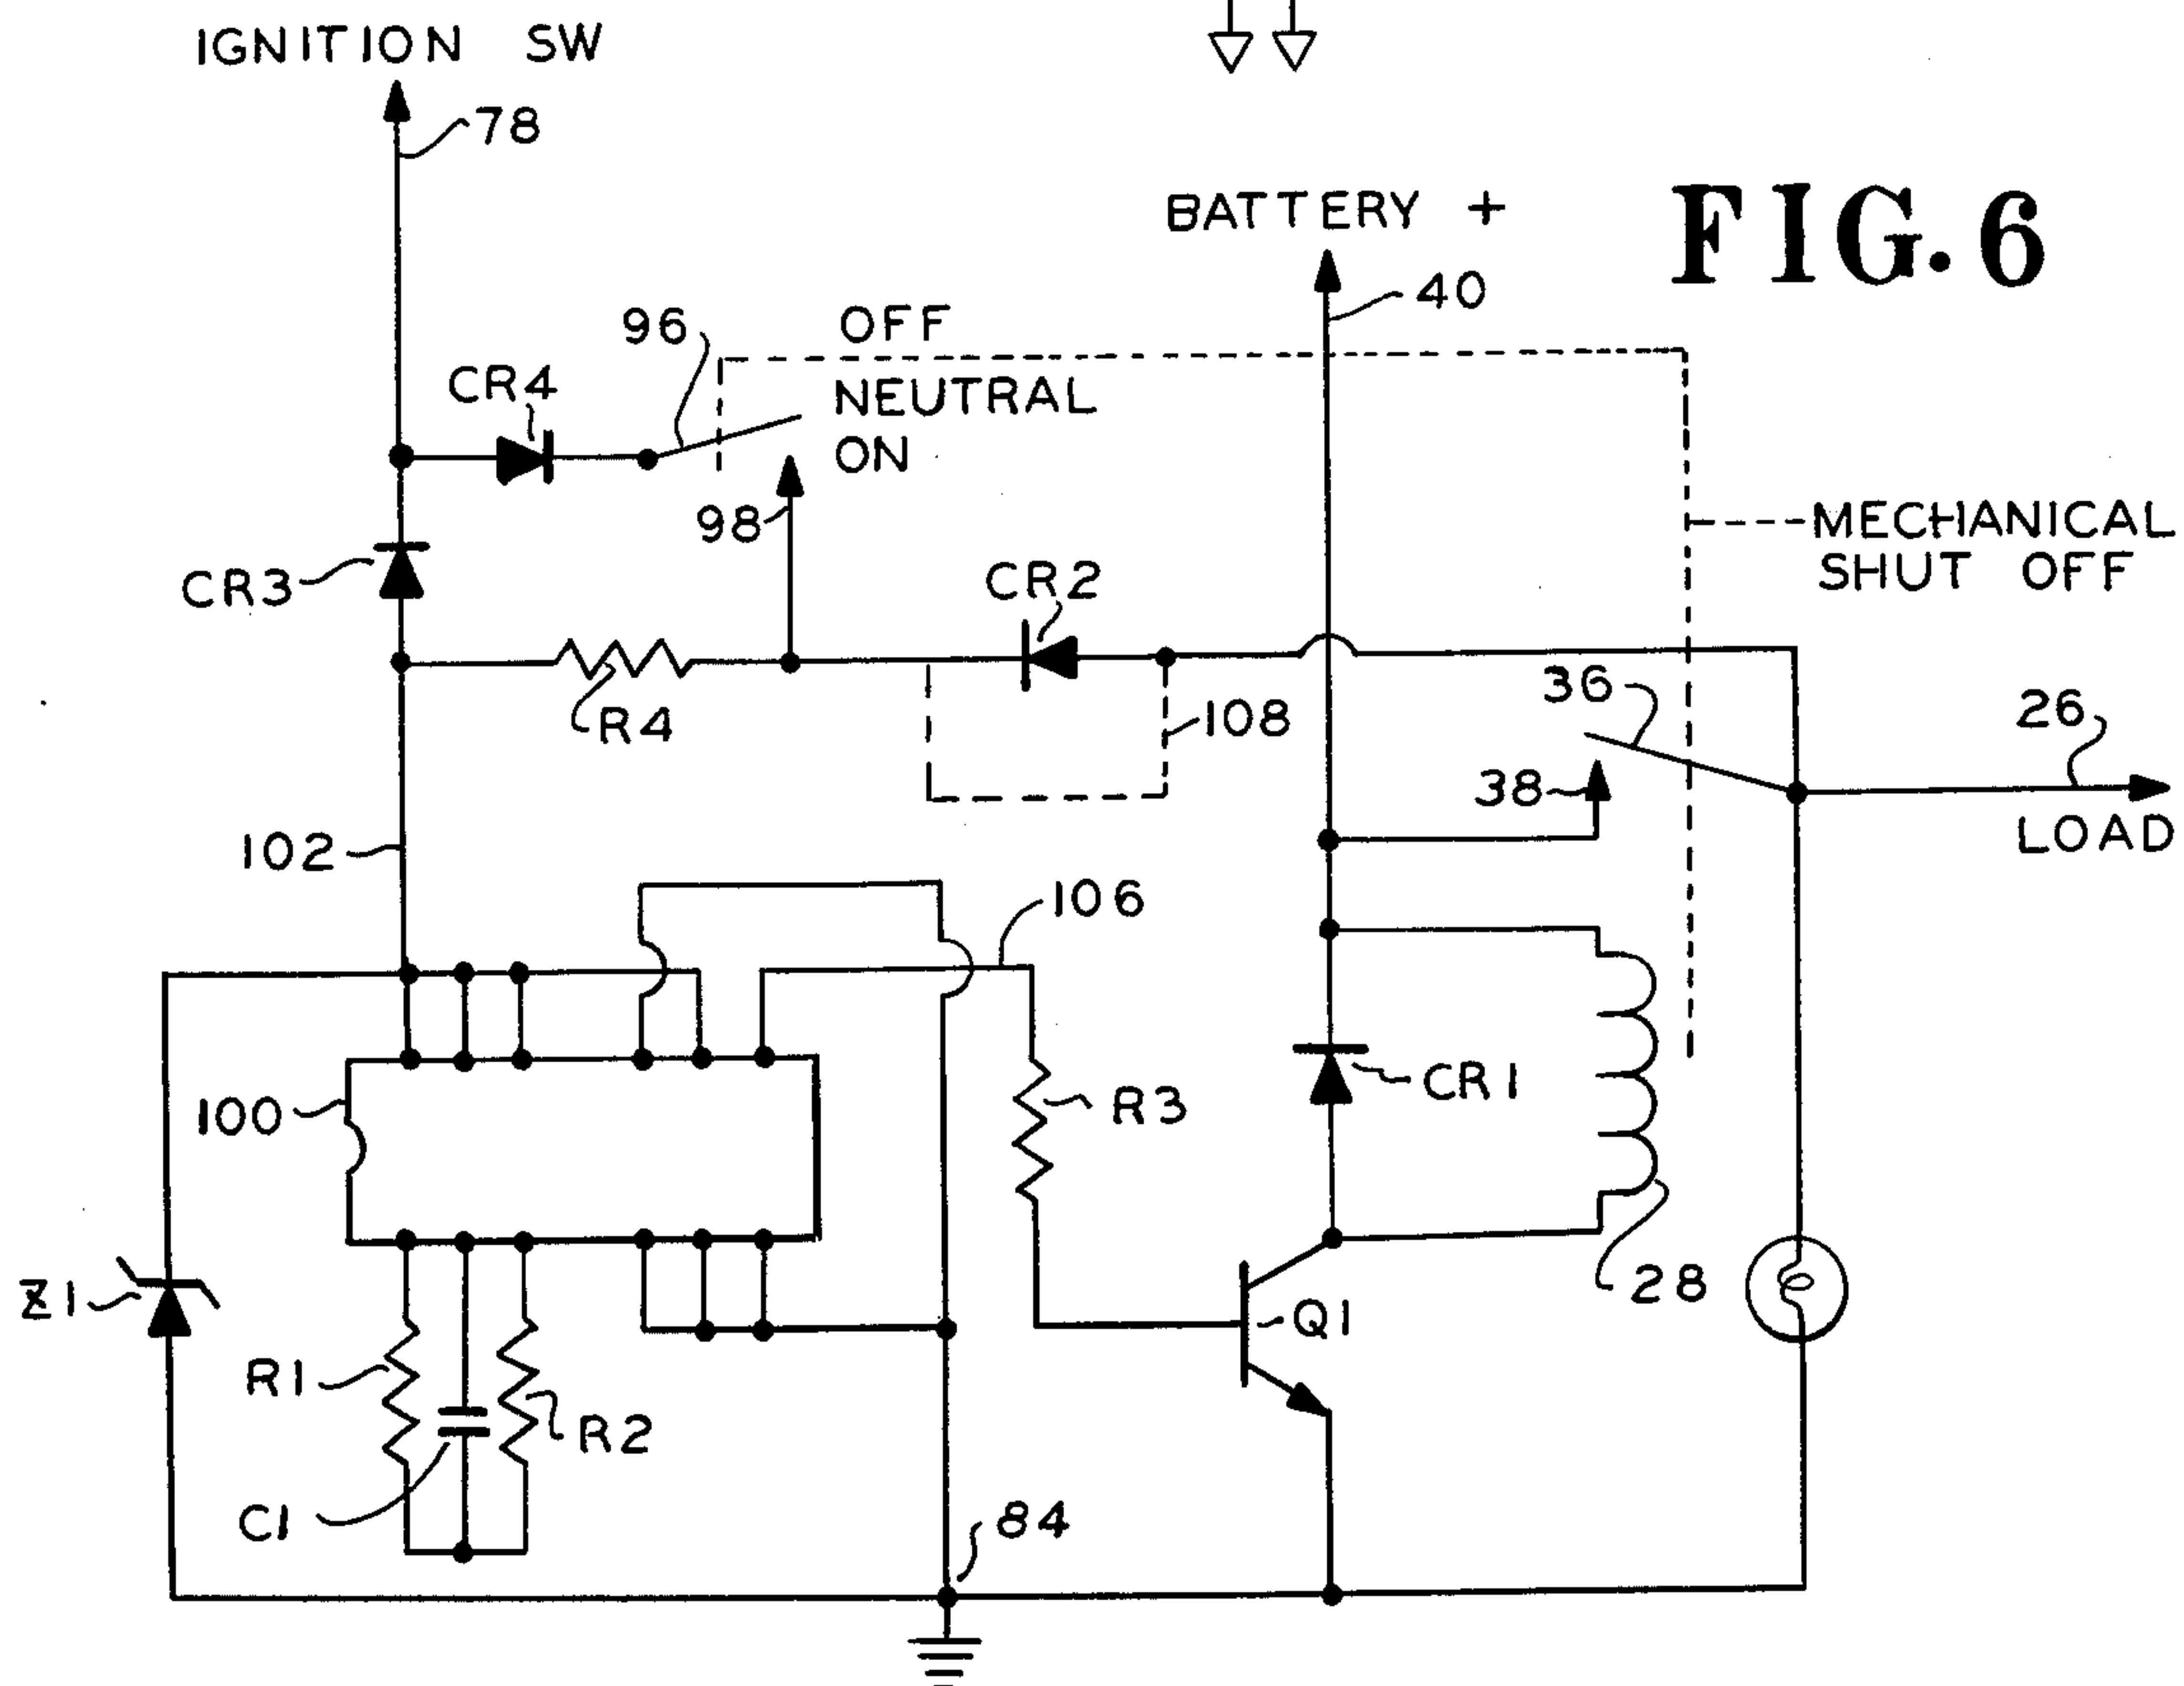 IGNITION SW
78
BATTERY +
FIG. 6
40
96
OFF
CR4
NEUTRAL
ON
98
MECHANICAL
SHUT OFF
CR3
CR2
36
26
R4
108
38
102
LOAD
106
100
CR1
R3
Z1
28
Q1
R1
R2
C1
84